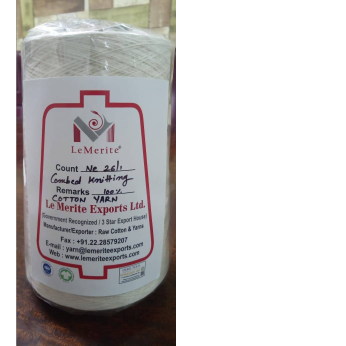 LeMerite®
Count Ne 26/1
Combed Knitting
Remarks 100%
COTTON YARN
Le Merite Exports Ltd.
(Government Recognized / 3 Star Export House)
Manufacturer/Exporter : Raw Cotton & Yarns
Fax : +91.22.28579207
E-mail : yarn@lemeriteexports.com
Web : www.lemeriteexports.com